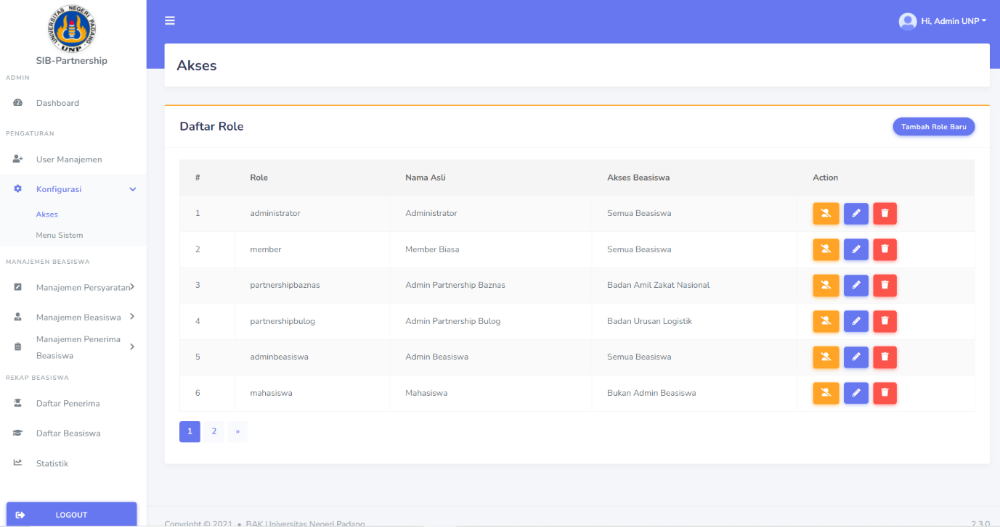 UNIVERSITAS NEGERI PADANG
UNP
SIB-Partnership
ADMIN
Dashboard
PENGATURAN
User Manajemen
Konfigurasi
Akses
Menu Sistem
MANAJEMEN BEASISWA
Manajemen Persyaratan
Manajemen Beasiswa
Manajemen Penerima
Beasiswa
REKAP BEASISWA
Daftar Penerima
Daftar Beasiswa
Statistik
LOGOUT
Hi, Admin UNP
Akses
Daftar Role
Tambah Role Baru
# Role Nama Asli Akses Beasiswa Action
1 administrator Administrator Semua Beasiswa
2 member Member Biasa Semua Beasiswa
3 partnershipbaznas Admin Partnership Baznas Badan Amil Zakat Nasional
4 partnershipbulog Admin Partnership Bulog Badan Urusan Logistik
5 adminbeasiswa Admin Beasiswa Semua Beasiswa
6 mahasiswa Mahasiswa Bukan Admin Beasiswa
1 2 »
Copyright © 2021 • BAK Universitas Negeri Padang
2.3.0